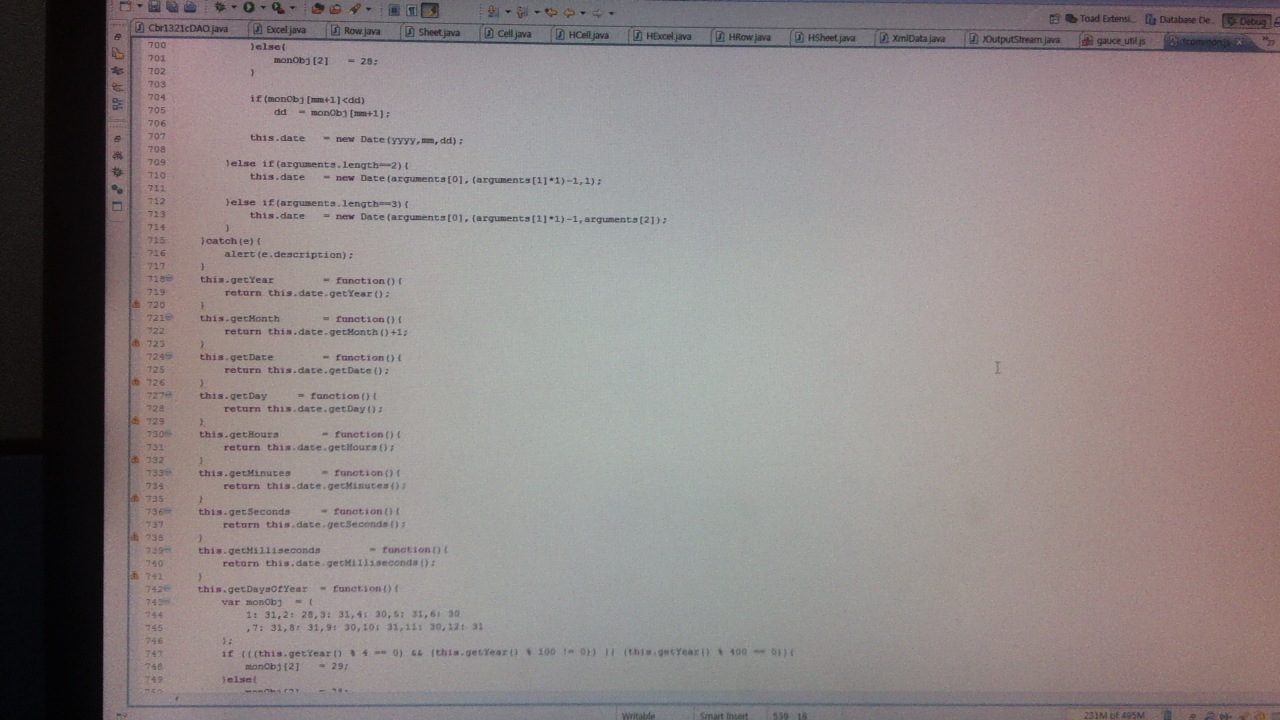 Toad Extensi... Database De... Debug
Cbr1321cDAO.java Excel.java Row.java Sheet.java Cell.java HCell.java HExcel.java HRow.java HSheet.java XmlData.java XOutputStream.java gauce_util.js *common.js
700 }else{
701 monObj[2] = 28;
702 }
703
704 if(monObj[mm+1]<dd)
705 dd = monObj[mm+1];
706
707 this.date = new Date(yyyy,mm,dd);
708
709 }else if(arguments.length==2){
710 this.date = new Date(arguments[0],(arguments[1]*1)-1,1);
711
712 }else if(arguments.length==3){
713 this.date = new Date(arguments[0],(arguments[1]*1)-1,arguments[2]);
714 }
715 }catch(e){
716 alert(e.description);
717 }
718 this.getYear = function(){
719 return this.date.getYear();
720 }
721 this.getMonth = function(){
722 return this.date.getMonth()+1;
723 }
724 this.getDate = function(){
725 return this.date.getDate();
726 }
727 this.getDay = function(){
728 return this.date.getDay();
729 }
730 this.getHours = function(){
731 return this.date.getHours();
732 }
733 this.getMinutes = function(){
734 return this.date.getMinutes();
735 }
736 this.getSeconds = function(){
737 return this.date.getSeconds();
738 }
739 this.getMilliseconds = function(){
740 return this.date.getMilliseconds();
741 }
742 this.getDaysOfYear = function(){
743 var monObj = {
744 1: 31,2: 28,3: 31,4: 30,5: 31,6: 30
745 ,7: 31,8: 31,9: 30,10: 31,11: 30,12: 31
746 };
747 if (((this.getYear() % 4 == 0) && (this.getYear() % 100 != 0)) || (this.getYear() % 400 == 0)){
748 monObj[2] = 29;
749 }else{
750 monObj[2] = 28;
Writable Smart Insert 559 : 18 231M of 495M